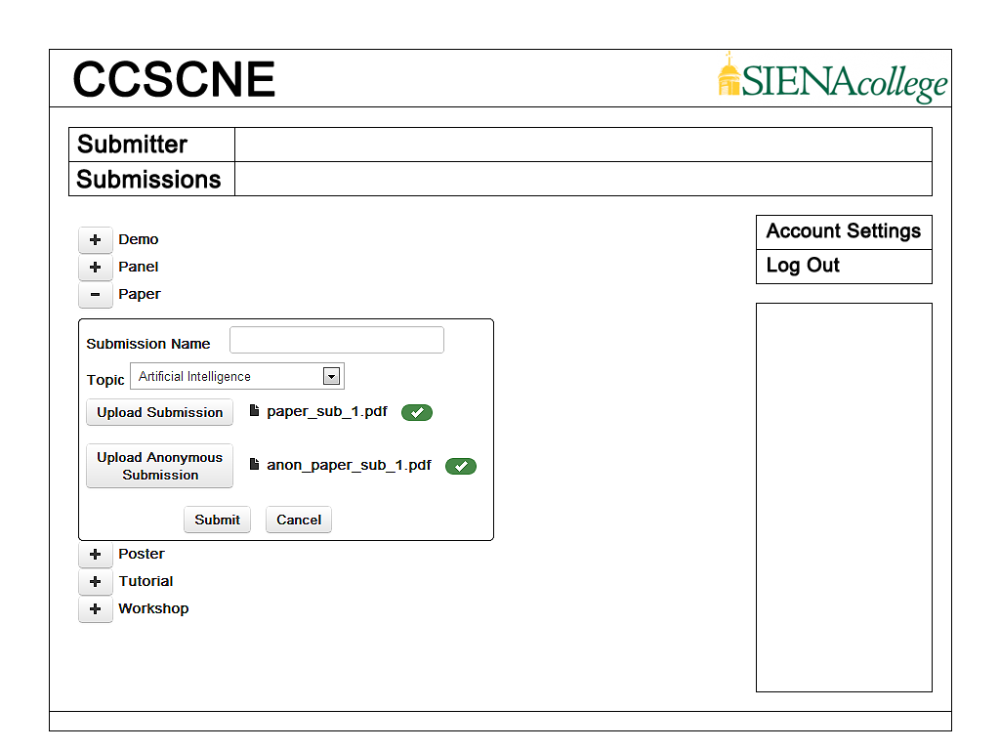 CCSCNE
SIENAcollege
Submitter
Submissions
Account Settings
Log Out
+ Demo
+ Panel
- Paper
Submission Name
Topic Artificial Intelligence
Upload Submission paper_sub_1.pdf
Upload Anonymous
Submission
anon_paper_sub_1.pdf
Submit Cancel
+ Poster
+ Tutorial
+ Workshop